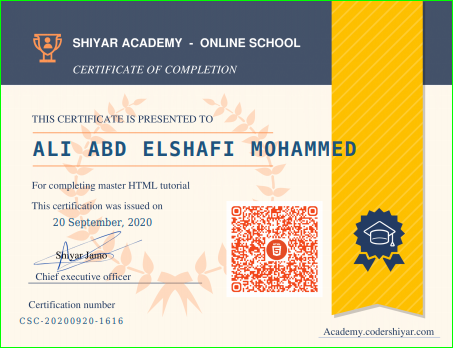 SHIYAR ACADEMY - ONLINE SCHOOL
CERTIFICATE OF COMPLETION
THIS CERTIFICATE IS PRESENTED TO
ALI ABD ELSHAFI MOHAMMED
For completing master HTML tutorial
This certification was issued on
20 September, 2020
Shiyar Jamo
Chief executive officer
Certification number
CSC-20200920-1616
Academy.codershiyar.com